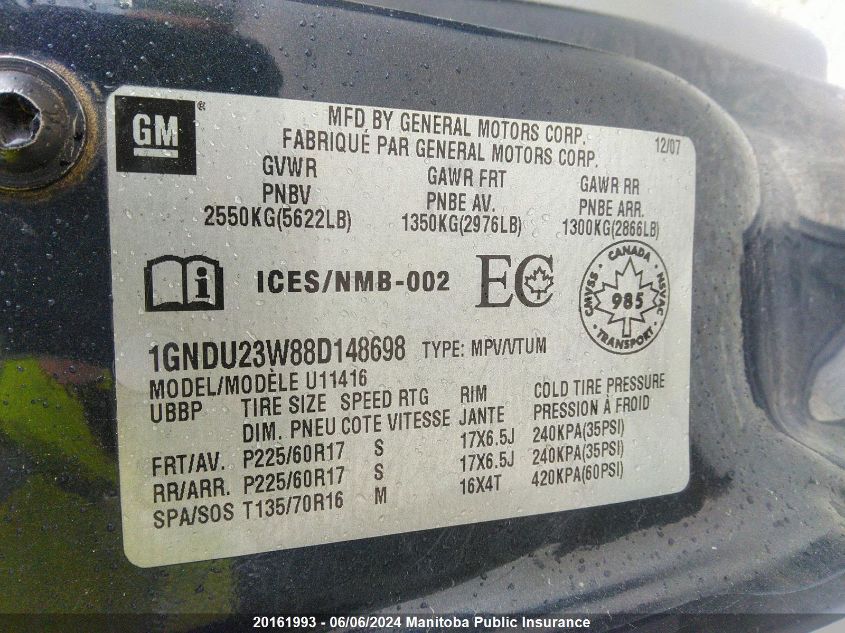 GM ®
MFD BY GENERAL MOTORS CORP.
FABRIQUÉ PAR GENERAL MOTORS CORP.
12/07
GVWR GAWR FRT GAWR RR
PNBV PNBE AV. PNBE ARR.
2550KG(5622LB) 1350KG(2976LB) 1300KG(2866LB)
i ICES/NMB-002 EC CANADA CMVSS 985 NSVAC TRANSPORT
1GNDU23W88D148698 TYPE: MPV/VTUM
MODEL/MODÈLE U11416
UBBP TIRE SIZE SPEED RTG RIM COLD TIRE PRESSURE
DIM. PNEU COTE VITESSE JANTE PRESSION À FROID
FRT/AV. P225/60R17 S 17X6.5J 240KPA(35PSI)
RR/ARR. P225/60R17 S 17X6.5J 240KPA(35PSI)
SPA/SOS T135/70R16 M 16X4T 420KPA(60PSI)
20161993 - 06/06/2024 Manitoba Public Insurance